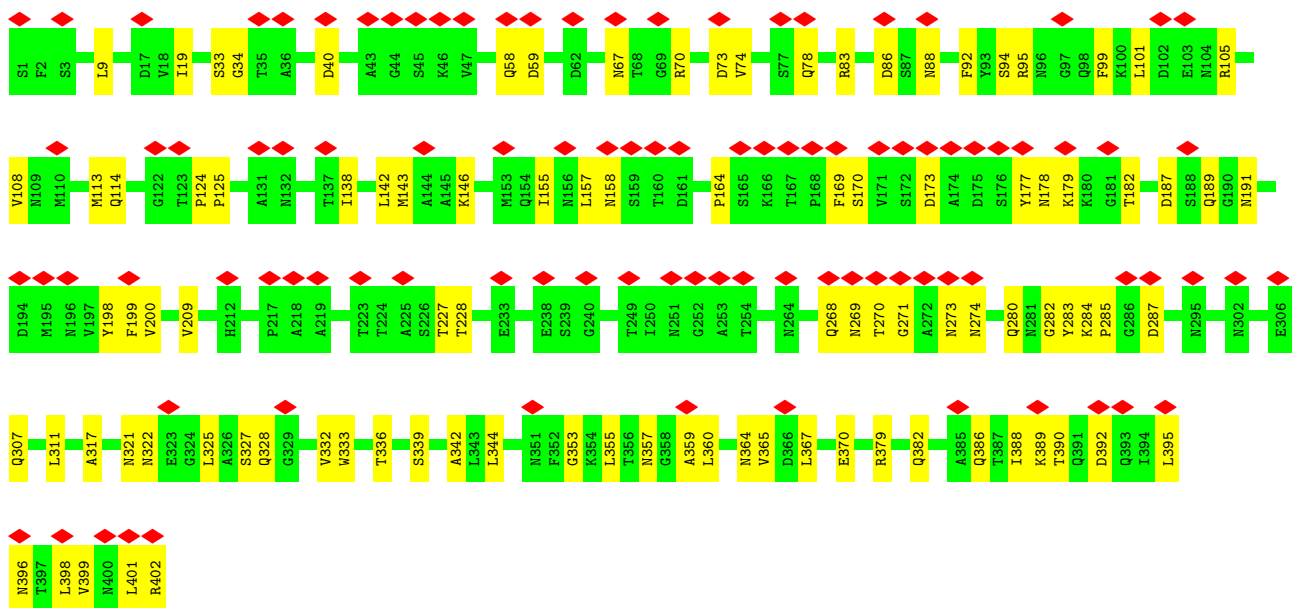 S1 F2 S3 L9 D17 V18 I19 S33 G34 T35 A36 D40 A43 G44 S45 K46 V47 Q58 D59 D62 N67 T68 G69 R70 D73 V74 S77 Q78 R83 D86 S87 N88 F92 Y93 S94 R95 N96 G97 Q98 F99 K100 L101 D102 E103 N104 R105
V108 N109 M110 M113 Q114 G122 T123 P124 P125 A131 N132 T137 I138 L142 M143 A144 A145 K146 M153 Q154 I155 N156 L157 N158 S159 T160 D161 P164 S165 K166 T167 P168 F169 S170 V171 S172 D173 A174 D175 S176 Y177 N178 K179 K180 G181 T182 D187 S188 Q189 G190 N191
D194 M195 N196 V197 Y198 F199 V200 V209 H212 P217 A218 A219 T223 T224 A225 S226 T227 T228 E233 E238 S239 G240 T249 I250 N251 G252 A253 T254 N264 Q268 N269 T270 G271 A272 N273 N274 Q280 N281 G282 Y283 K284 P285 G286 D287 N295 N302 E306
Q307 L311 A317 N321 N322 E323 G324 L325 A326 S327 Q328 G329 V332 W333 T336 S339 A342 L343 L344 N351 F352 G353 K354 L355 T356 N357 G358 A359 L360 N364 V365 D366 L367 E370 R379 Q382 A385 Q386 T387 I388 K389 T390 Q391 D392 Q393 I394 L395
N396 T397 L398 V399 N400 L401 R402